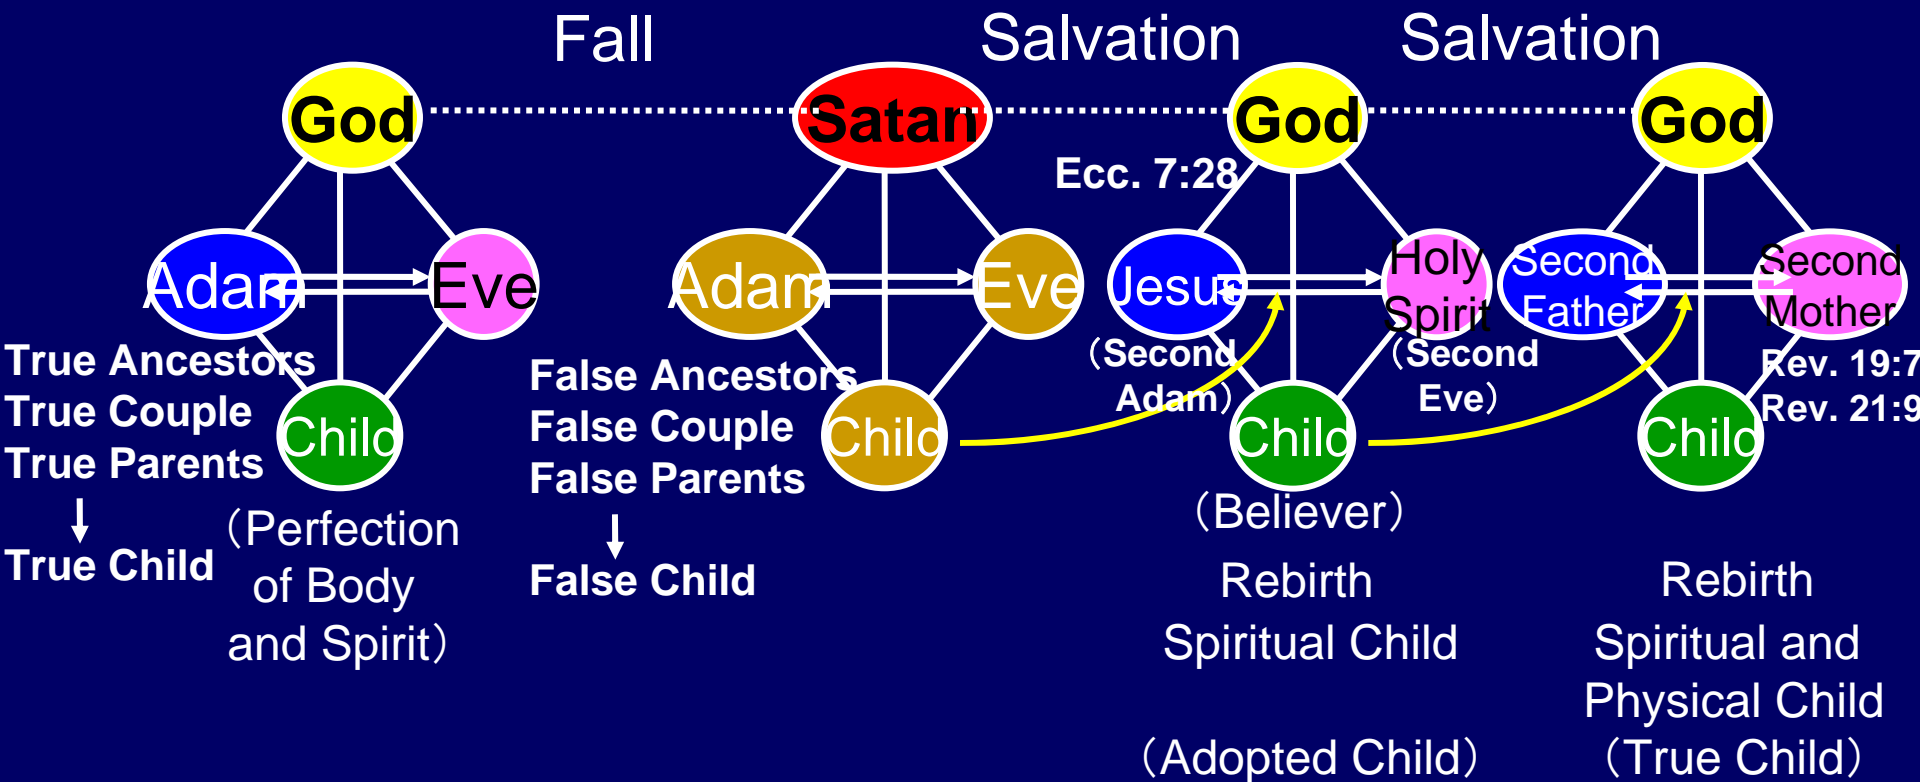 Fall
Salvation
Salvation
God
Satan
God
God
Ecc. 7:28
Adam
Eve
Adam
Eve
Jesus
Holy
Spirit
Second
Father
Second
Mother
True Ancestors
True Couple
True Parents
True Child
Child
（Perfection
of Body
and Spirit）
False Ancestors
False Couple
False Parents
False Child
Child
（Second
Adam）
（Second
Eve）
Child
（Believer）
Rebirth
Spiritual Child
（Adopted Child）
Rev. 19:7
Rev. 21:9
Child
Rebirth
Spiritual and
Physical Child
（True Child）